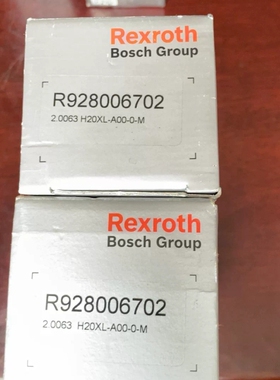 Rexroth
Bosch Group
R928006702
2.0063 H20XL-A00-0-M
Rexroth
Bosch Group
R928006702
2.0063 H20XL-A00-0-M